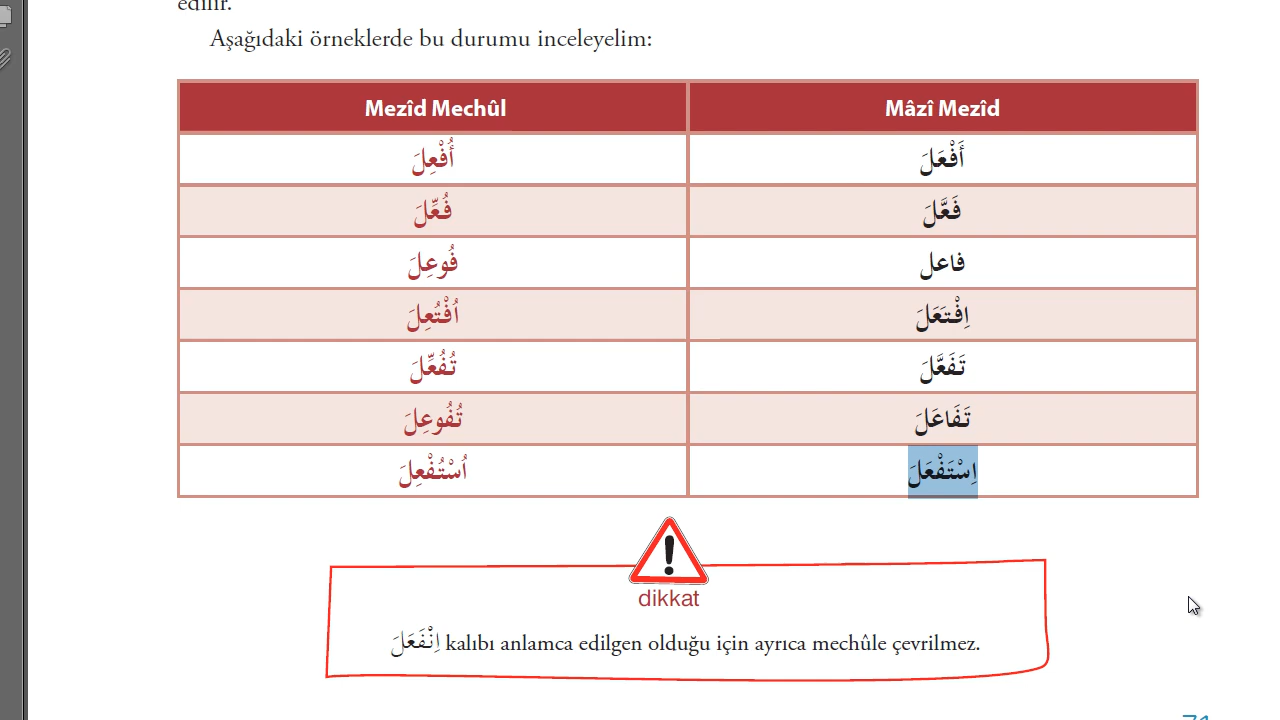 edilir.
Aşağıdaki örneklerde bu durumu inceleyelim:
Mezîd Mechûl Mâzî Mezîd
أُفْعِلَ أَفْعَلَ
فُعِّلَ فَعَّلَ
فُوعِلَ فاعل
اُفْتُعِلَ اِفْتَعَلَ
تُفُعِّلَ تَفَعَّلَ
تُفُوعِلَ تَفَاعَلَ
اُسْتُفْعِلَ اِسْتَفْعَلَ
dikkat
اِنْفَعَلَ kalıbı anlamca edilgen olduğu için ayrıca mechûle çevrilmez.
71